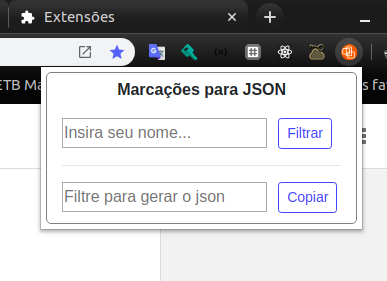 Extensões
ETB Ma
s fa
Marcações para JSON
Insira seu nome...
Filtrar
Filtre para gerar o json
Copiar